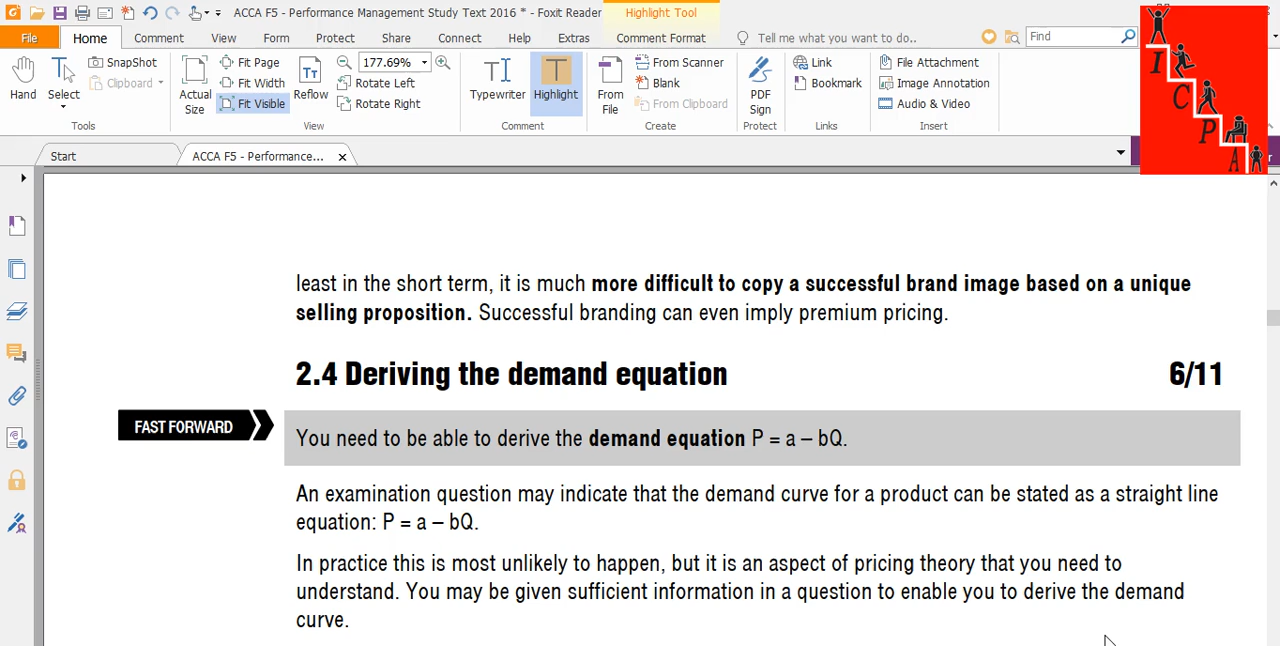 ACCA F5 - Performance Management Study Text 2016 * - Foxit Reader
Highlight Tool
File Home Comment View Form Protect Share Connect Help Extras Comment Format Tell me what you want to do.. Find
Hand
Select
SnapShot
Clipboard
Tools
Actual Size
Fit Page
Fit Width
Fit Visible
Reflow
177.69%
Rotate Left
Rotate Right
View
Typewriter
Highlight
Comment
From File
From Scanner
Blank
From Clipboard
Create
PDF Sign
Protect
Link
Bookmark
Links
File Attachment
Image Annotation
Audio & Video
Insert
I
C
P
A
Start
ACCA F5 - Performance...
least in the short term, it is much more difficult to copy a successful brand image based on a unique
selling proposition. Successful branding can even imply premium pricing.
2.4 Deriving the demand equation 6/11
FAST FORWARD
You need to be able to derive the demand equation P = a – bQ.
An examination question may indicate that the demand curve for a product can be stated as a straight line
equation: P = a – bQ.
In practice this is most unlikely to happen, but it is an aspect of pricing theory that you need to
understand. You may be given sufficient information in a question to enable you to derive the demand
curve.